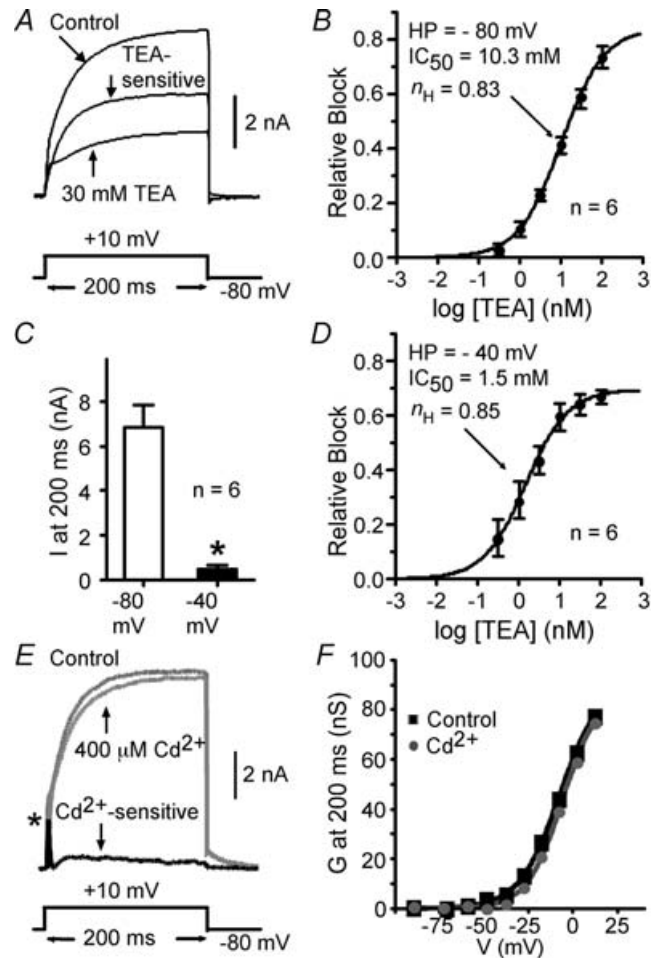 A
Control
TEA-
sensitive
2 nA
30 mM TEA
+10 mV
200 ms
-80 mV
B
HP = - 80 mV
IC50 = 10.3 mM
nH = 0.83
n = 6
Relative Block
0.8
0.6
0.4
0.2
0.0
-3 -2 -1 0 1 2 3
log [TEA] (nM)
C
I at 200 ms (nA)
8
6
4
2
0
n = 6
*
-80
mV
-40
mV
D
HP = - 40 mV
IC50 = 1.5 mM
nH = 0.85
n = 6
Relative Block
0.8
0.6
0.4
0.2
0.0
-3 -2 -1 0 1 2 3
log [TEA] (nM)
E
Control
400 μM Cd2+
2 nA
Cd2+-sensitive
*
+10 mV
200 ms
-80 mV
F
G at 200 ms (nS)
100
80
60
40
20
0
Control
Cd2+
-75 -50 -25 0 25
V (mV)